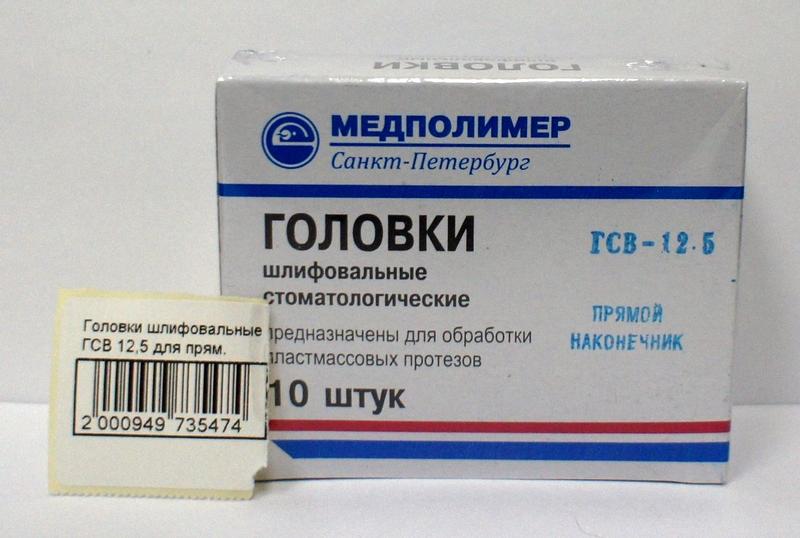 ГОЛОВКИ
МЕДПОЛИМЕР
Санкт-Петербург
ГОЛОВКИ
шлифовальные
стоматологические
предназначены для обработки
пластмассовых протезов
10 штук
ГСВ-12.5
ПРЯМОЙ
НАКОНЕЧНИК
Головки шлифовальные
ГСВ 12,5 для прям.
2 000949 735474